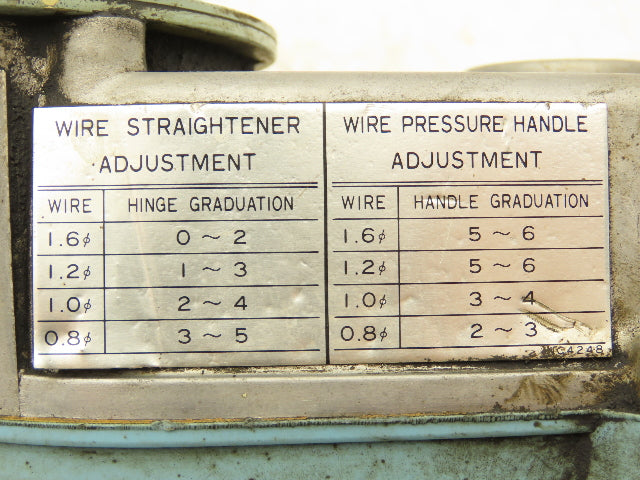 WIRE STRAIGHTENER
ADJUSTMENT
WIRE HINGE GRADUATION
1.6φ 0 ~ 2
1.2φ 1 ~ 3
1.0φ 2 ~ 4
0.8φ 3 ~ 5
WIRE PRESSURE HANDLE
ADJUSTMENT
WIRE HANDLE GRADUATION
1.6φ 5 ~ 6
1.2φ 5 ~ 6
1.0φ 3 ~ 4
0.8φ 2 ~ 3